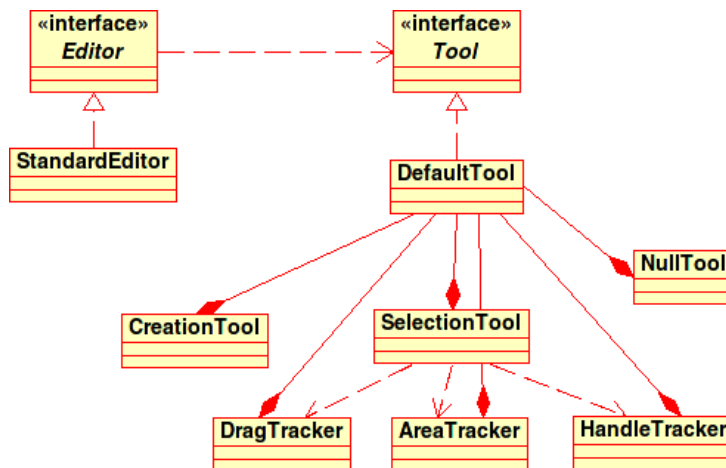 «interface»
Editor
«interface»
Tool
StandardEditor
DefaultTool
NullTool
CreationTool
SelectionTool
DragTracker
AreaTracker
HandleTracker